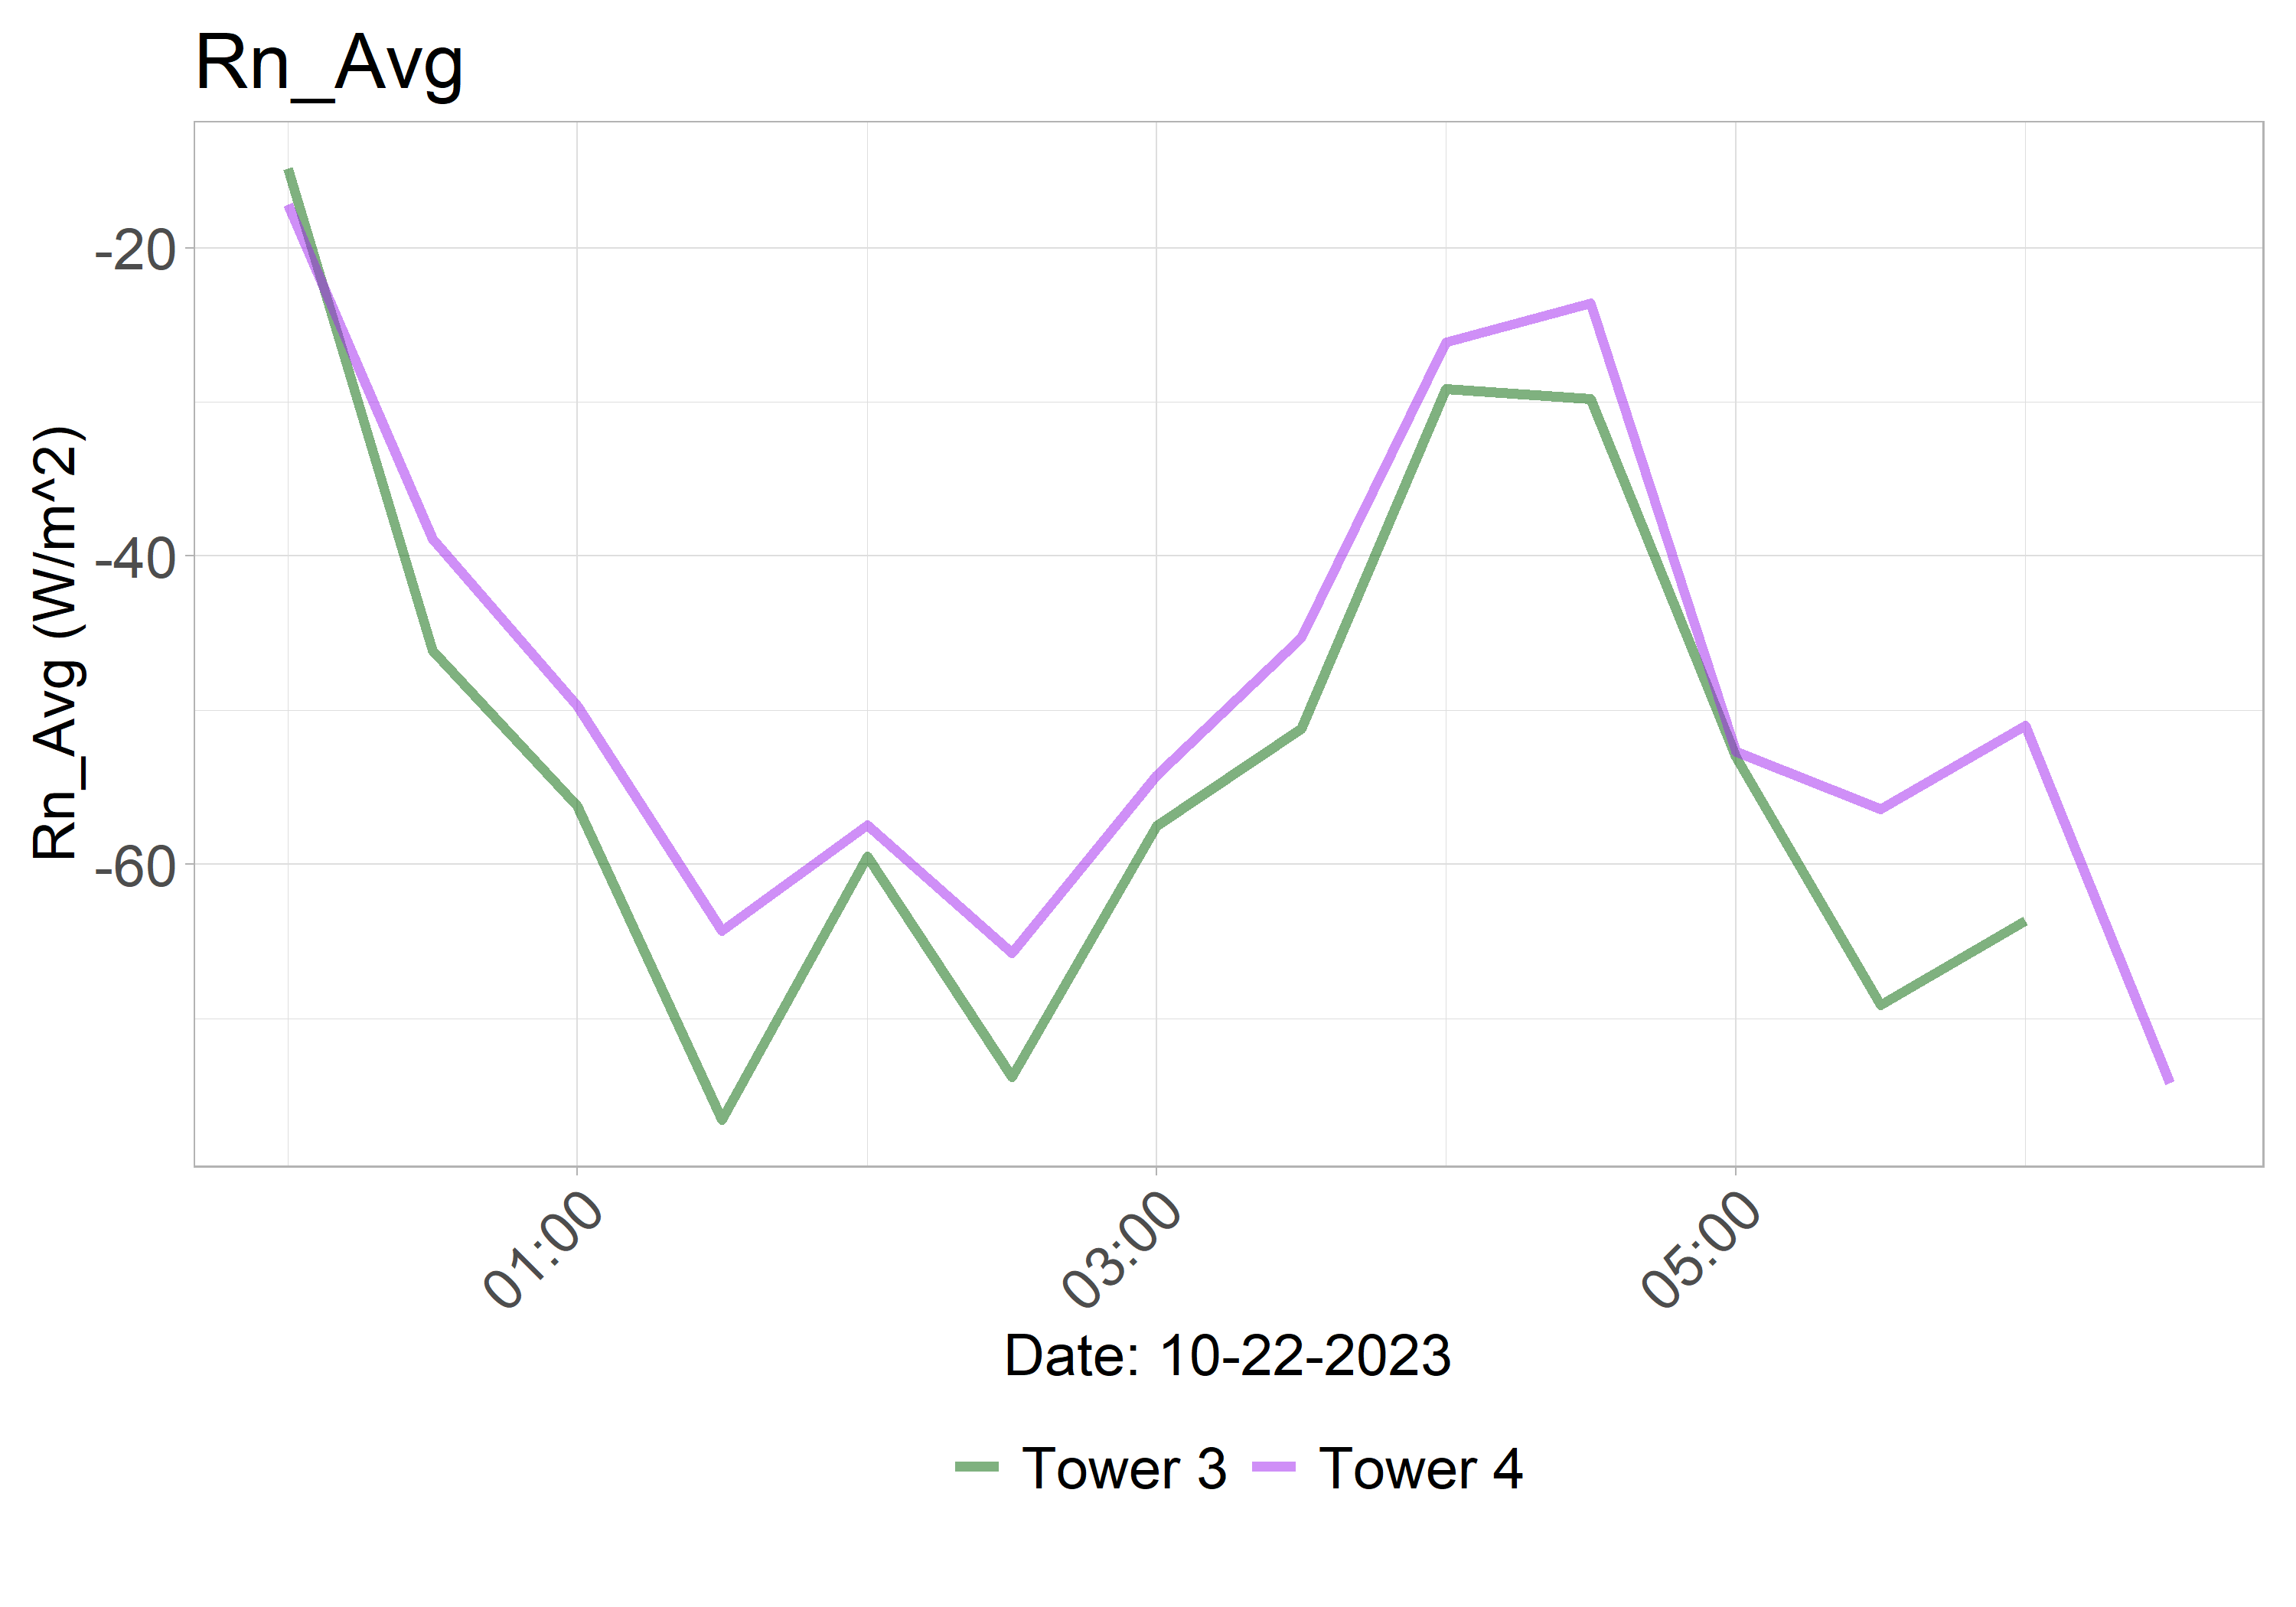 Rn_Avg
Rn_Avg (W/m^2)
-20
-40
-60
01:00
03:00
05:00
Date: 10-22-2023
Tower 3
Tower 4